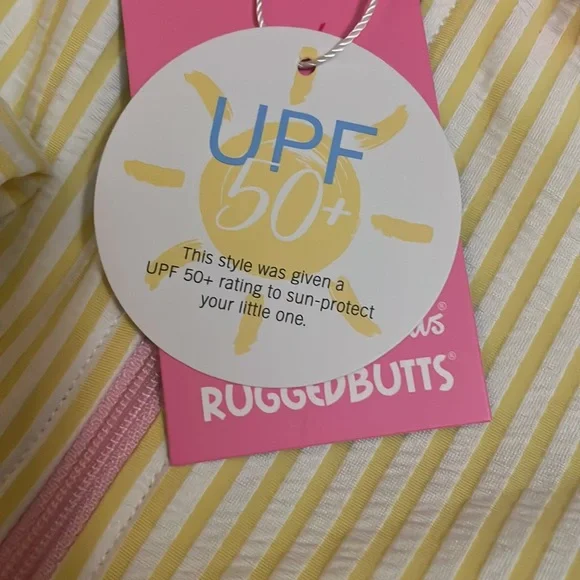 UPF
50+
This style was given a
UPF 50+ rating to sun-protect
your little one.
RUGGEDBUTTS®